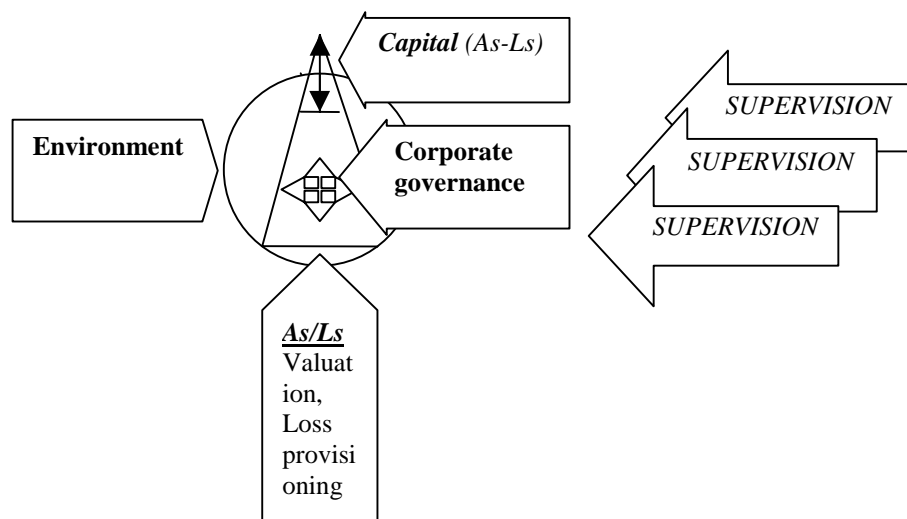 Capital (As-Ls)
SUPERVISION
Environment
Corporate
governance
SUPERVISION
SUPERVISION
As/Ls
Valuat
ion,
Loss
provisi
oning